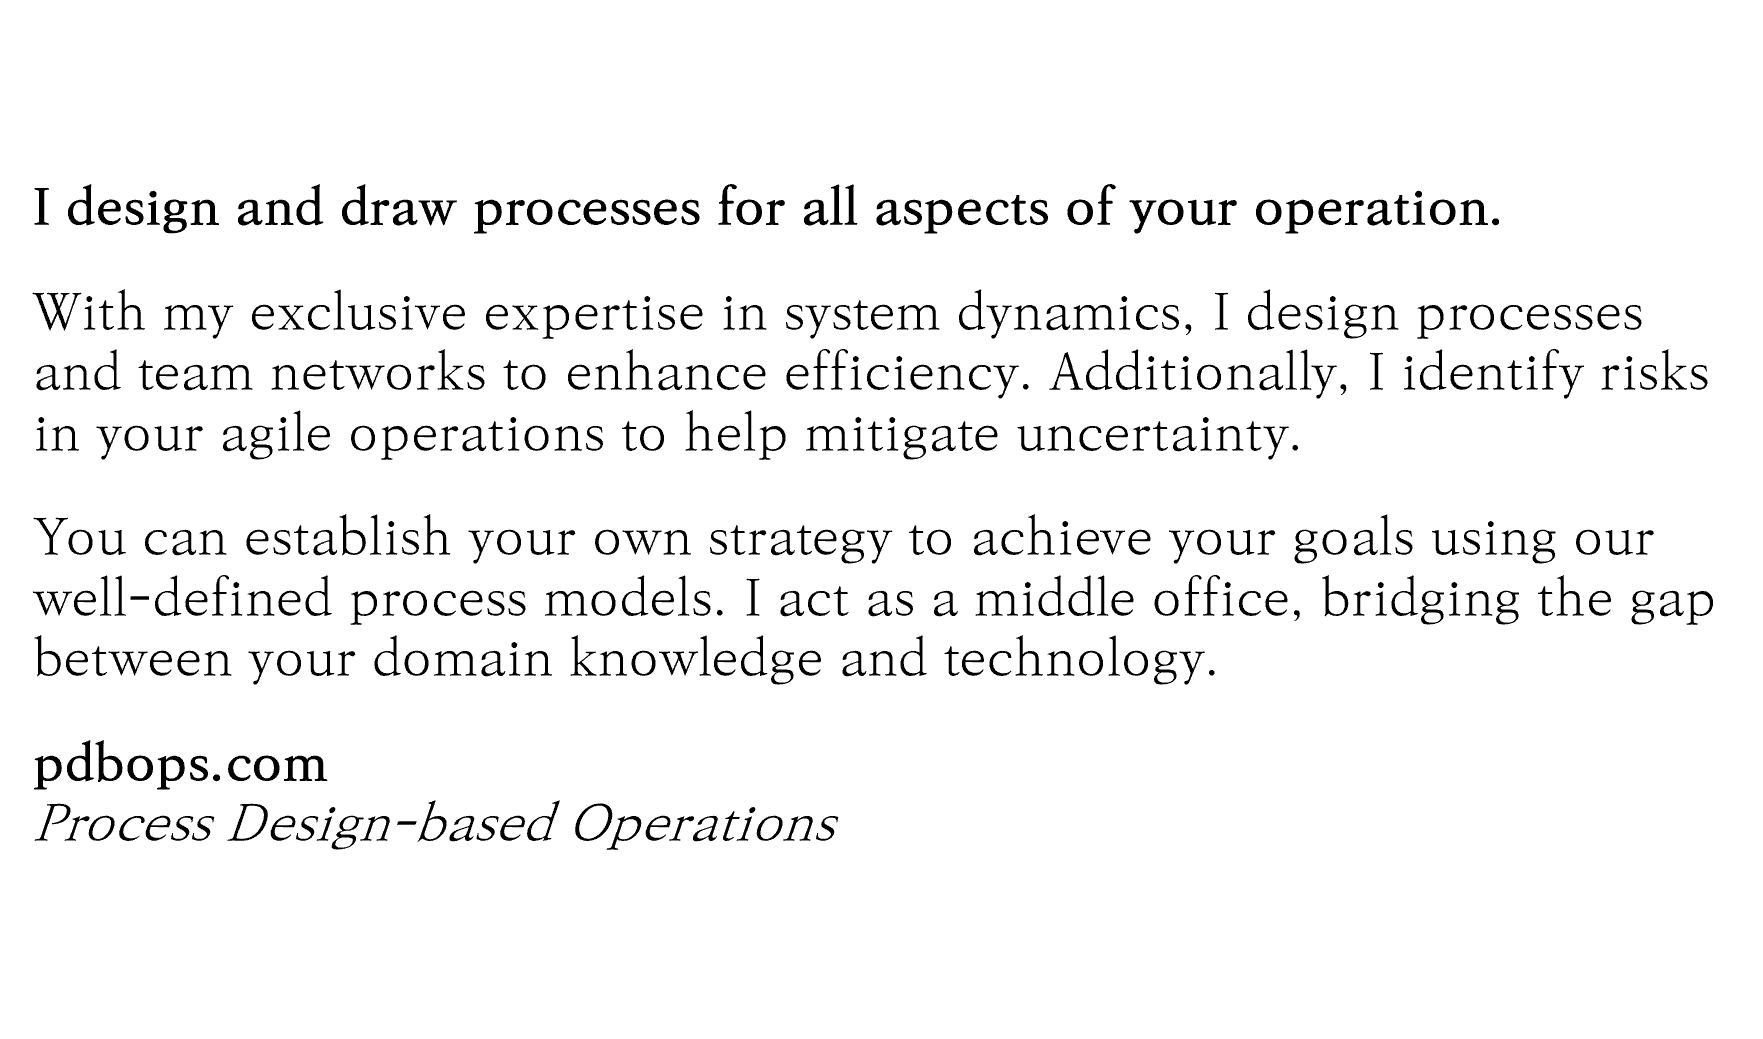 I design and draw processes for all aspects of your operation.
With my exclusive expertise in system dynamics, I design processes
and team networks to enhance efficiency. Additionally, I identify risks
in your agile operations to help mitigate uncertainty.
You can establish your own strategy to achieve your goals using our
well-defined process models. I act as a middle office, bridging the gap
between your domain knowledge and technology.
pdbops.com
Process Design-based Operations